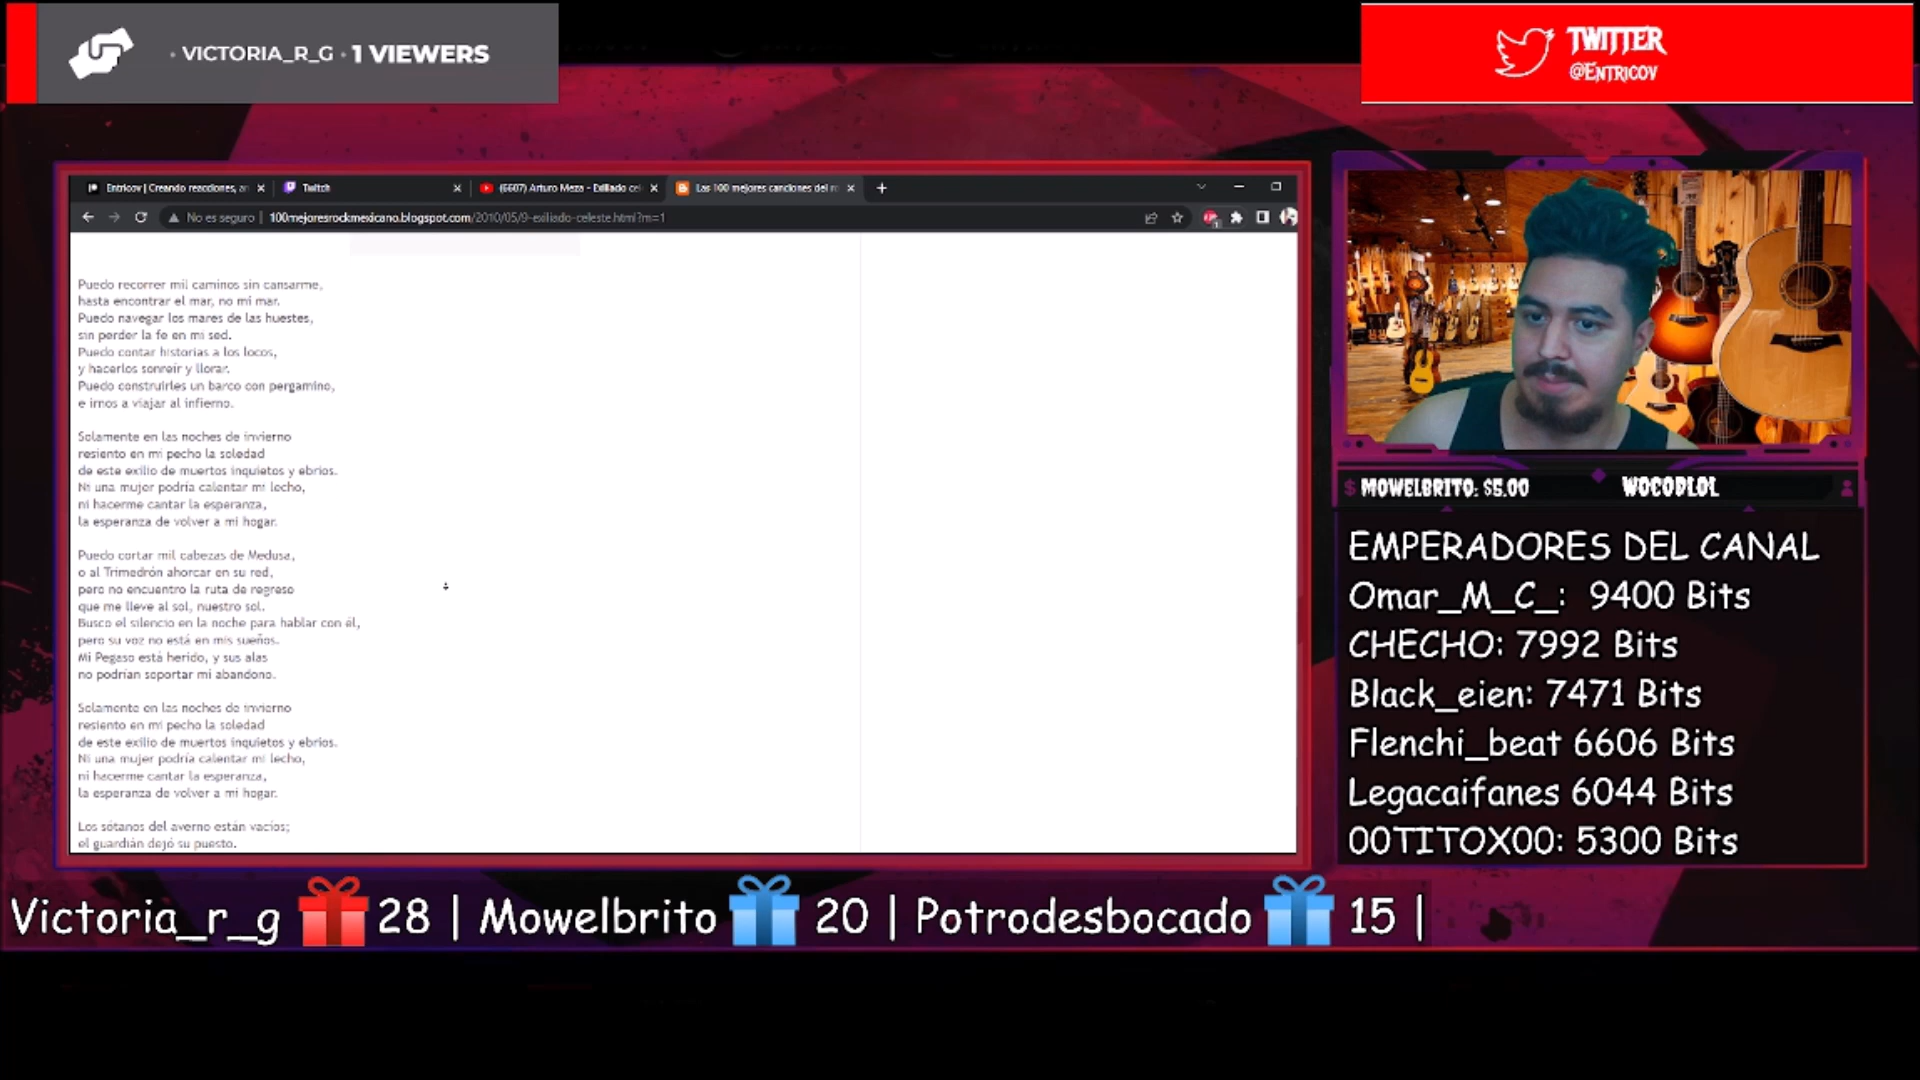 · VICTORIA_R_G · 1 VIEWERS
TWITTER
@ENTRICOV
Entricov | Creando reacciones, an
Twitch
(6607) Arturo Meza - Exiliado cel
Las 100 mejores canciones del r
No es seguro | 100mejoresrockmexicano.blogspot.com/2010/05/9-exiliado-celeste.html?m=1
Puedo recorrer mil caminos sin cansarme,
hasta encontrar el mar, no mi mar.
Puedo navegar los mares de las huestes,
sin perder la fe en mi sed.
Puedo contar historias a los locos,
y hacerlos sonreir y llorar.
Puedo construirles un barco con pergamino,
e irnos a viajar al infierno.
Solamente en las noches de invierno
resiento en mi pecho la soledad
de este exilio de muertos inquietos y ebrios.
Ni una mujer podría calentar mi lecho,
ni hacerme cantar la esperanza,
la esperanza de volver a mi hogar.
Puedo cortar mil cabezas de Medusa,
o al Trimedrón ahorcar en su red,
pero no encuentro la ruta de regreso
que me lleve al sol, nuestro sol.
Busco el silencio en la noche para hablar con él,
pero su voz no está en mis sueños.
Mi Pegaso está herido, y sus alas
no podrían soportar mi abandono.
Solamente en las noches de invierno
resiento en mi pecho la soledad
de este exilio de muertos inquietos y ebrios.
Ni una mujer podría calentar mi lecho,
ni hacerme cantar la esperanza,
la esperanza de volver a mi hogar.
Los sótanos del averno están vacíos;
el guardián dejó su puesto.
MOWELBRITO: $5.00
WOCODLOL
EMPERADORES DEL CANAL
Omar_M_C_: 9400 Bits
CHECHO: 7992 Bits
Black_eien: 7471 Bits
Flenchi_beat 6606 Bits
Legacaifanes 6044 Bits
00TITOX00: 5300 Bits
Victoria_r_g 28 | Mowelbrito 20 | Potrodesbocado 15 |